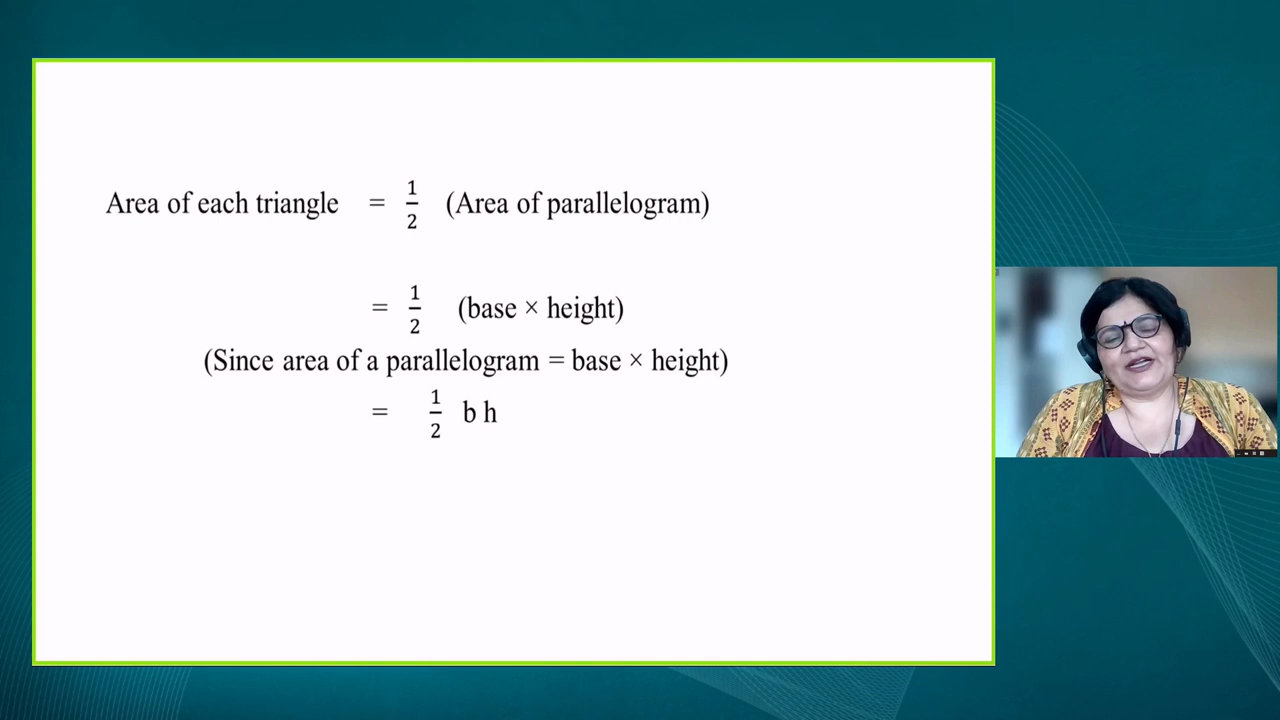 Area of each triangle = 1/2 (Area of parallelogram)
= 1/2 (base × height)
(Since area of a parallelogram = base × height)
= 1/2 b h